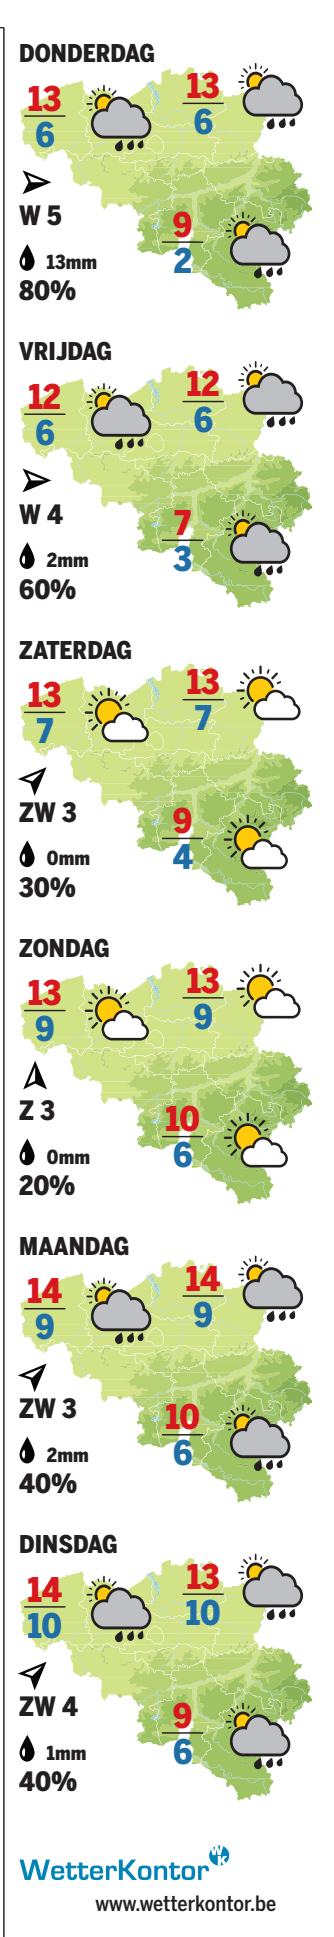 DONDERDAG
13 13
6 6
W 5
9
2
13mm
80%
VRIJDAG
12 12
6 6
W 4
7
3
2mm
60%
ZATERDAG
13 13
7 7
ZW 3
9
4
0mm
30%
ZONDAG
13 13
9 9
Z 3
10
6
0mm
20%
MAANDAG
14 14
9 9
ZW 3
10
6
2mm
40%
DINSDAG
14 13
10 10
ZW 4
9
6
1mm
40%
WetterKontor WK
www.wetterkontor.be